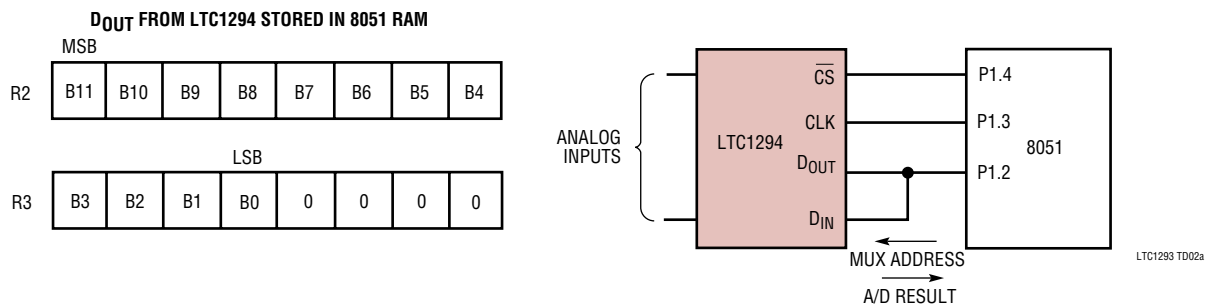 DOUT FROM LTC1294 STORED IN 8051 RAM
MSB
R2 B11 B10 B9 B8 B7 B6 B5 B4
LSB
R3 B3 B2 B1 B0 0 0 0 0
ANALOG
INPUTS
LTC1294
CS
CLK
DOUT
DIN
P1.4
P1.3
P1.2
8051
MUX ADDRESS
A/D RESULT
LTC1293 TD02a